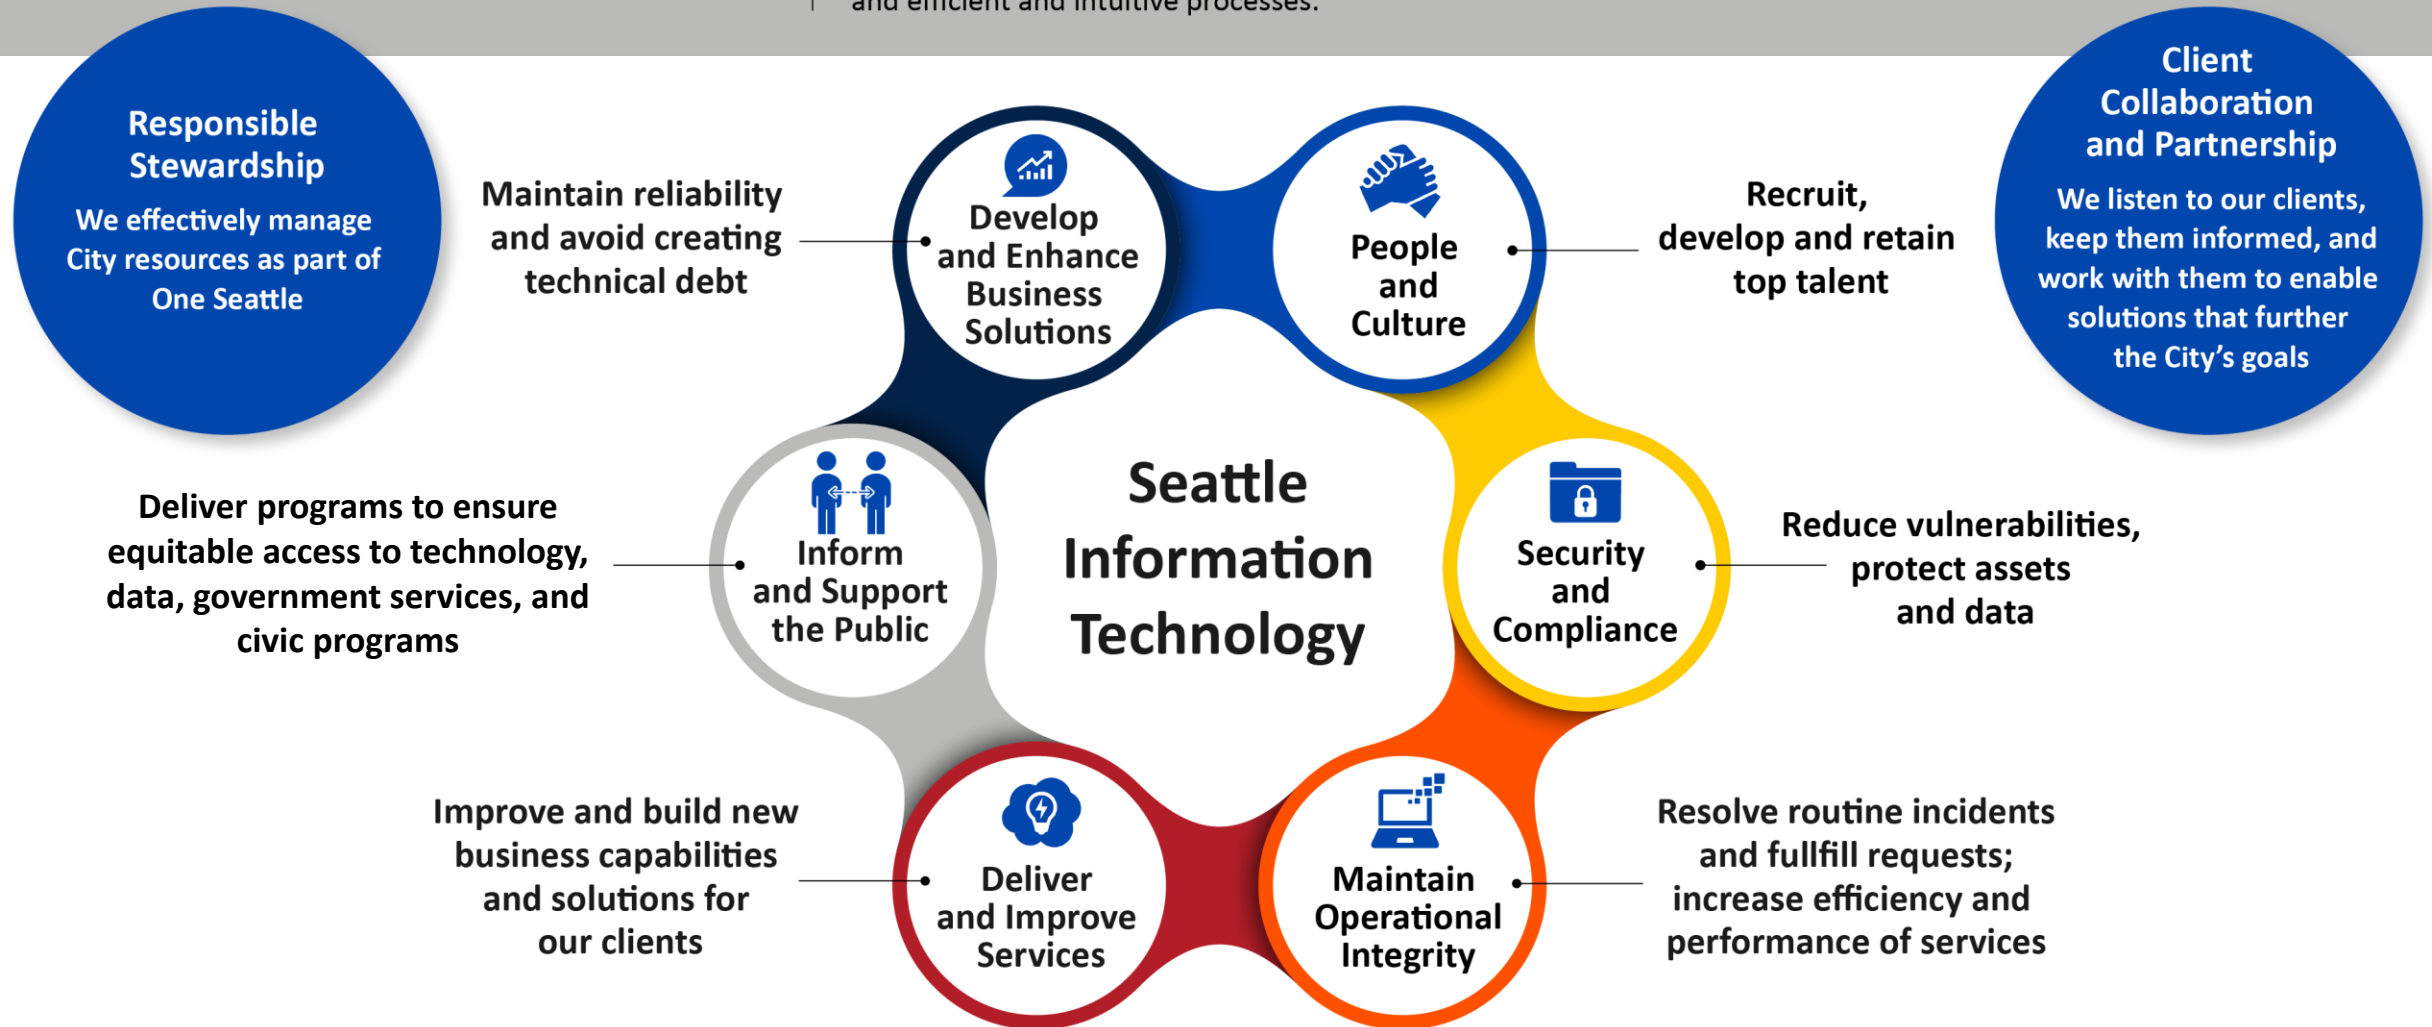 and efficient and intuitive processes.
Responsible
Stewardship
We effectively manage
City resources as part of
One Seattle
Client
Collaboration
and Partnership
We listen to our clients,
keep them informed, and
work with them to enable
solutions that further
the City's goals
Maintain reliability
and avoid creating
technical debt
Develop
and Enhance
Business
Solutions
People
and
Culture
Recruit,
develop and retain
top talent
Deliver programs to ensure
equitable access to technology,
data, government services, and
civic programs
Inform
and Support
the Public
Seattle
Information
Technology
Security
and
Compliance
Reduce vulnerabilities,
protect assets
and data
Improve and build new
business capabilities
and solutions for
our clients
Deliver
and Improve
Services
Maintain
Operational
Integrity
Resolve routine incidents
and fullfill requests;
increase efficiency and
performance of services